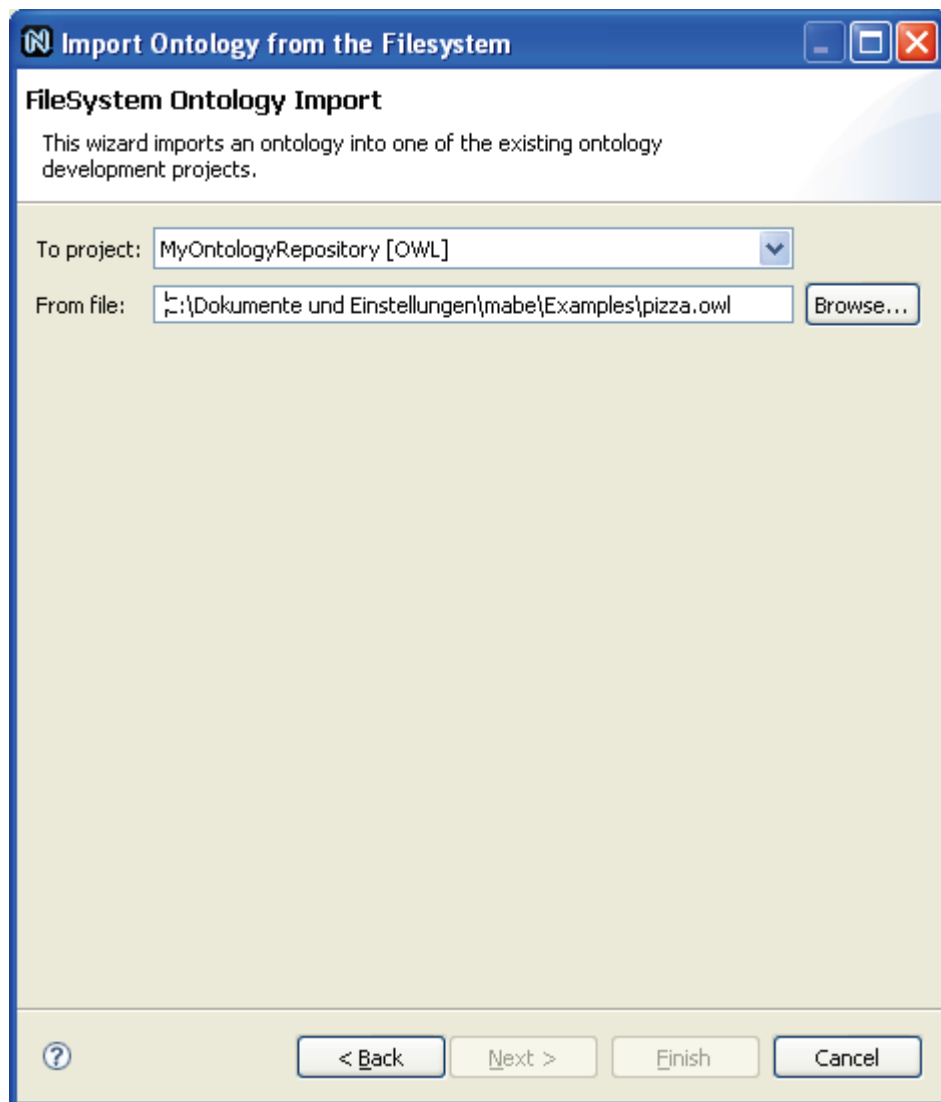 Import Ontology from the Filesystem
FileSystem Ontology Import
This wizard imports an ontology into one of the existing ontology
development projects.
To project: MyOntologyRepository [OWL]
From file: :\Dokumente und Einstellungen\mabe\Examples\pizza.owl Browse...
? < Back Next > Finish Cancel